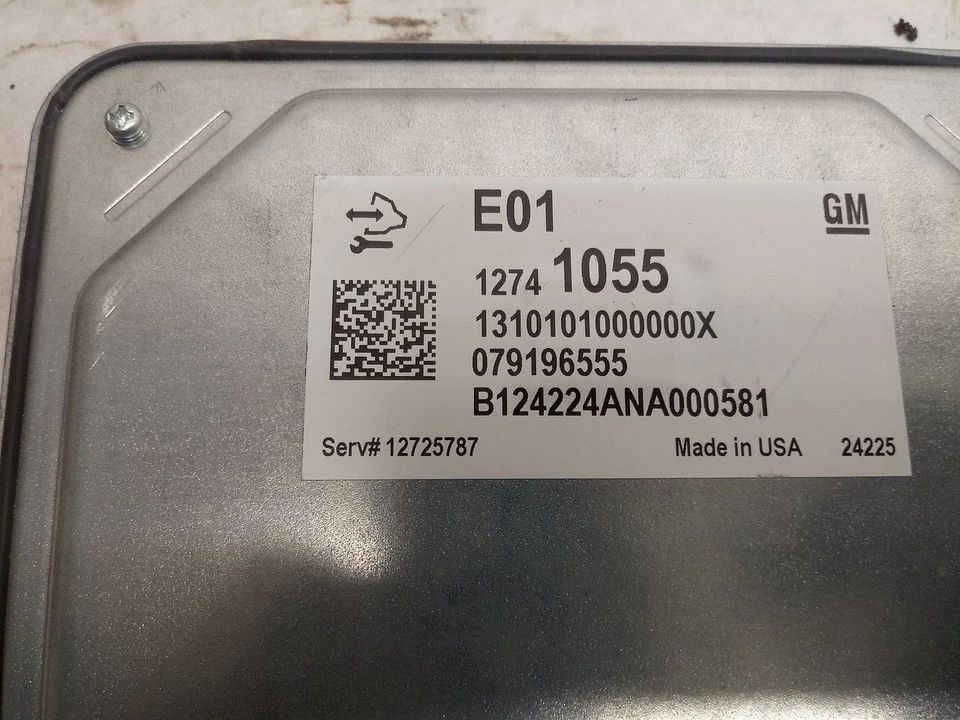 E01
GM
1274 1055
1310101000000X
079196555
B124224ANA000581
Serv# 12725787 Made in USA 24225